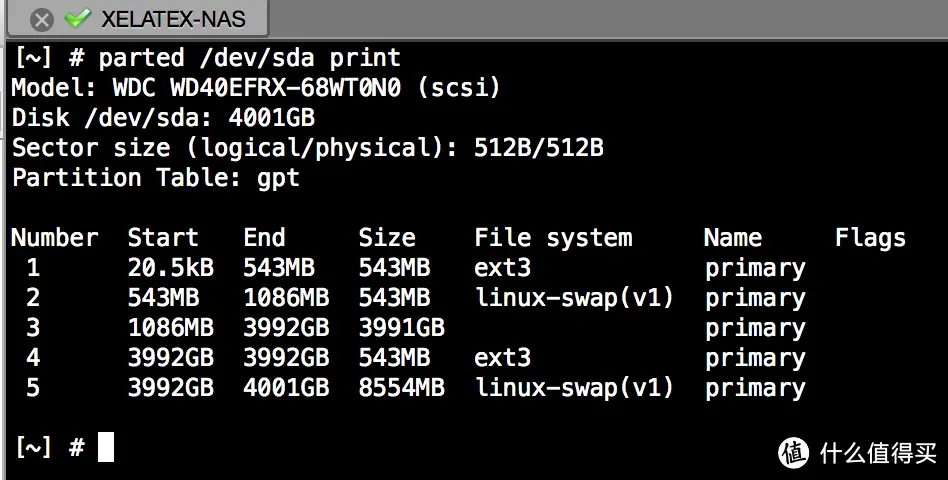 XELATEX-NAS
[~] # parted /dev/sda print
Model: WDC WD40EFRX-68WT0N0 (scsi)
Disk /dev/sda: 4001GB
Sector size (logical/physical): 512B/512B
Partition Table: gpt
Number Start End Size File system Name Flags
1 20.5kB 543MB 543MB ext3 primary
2 543MB 1086MB 543MB linux-swap(v1) primary
3 1086MB 3992GB 3991GB primary
4 3992GB 3992GB 543MB ext3 primary
5 3992GB 4001GB 8554MB linux-swap(v1) primary
[~] #
值 什么值得买